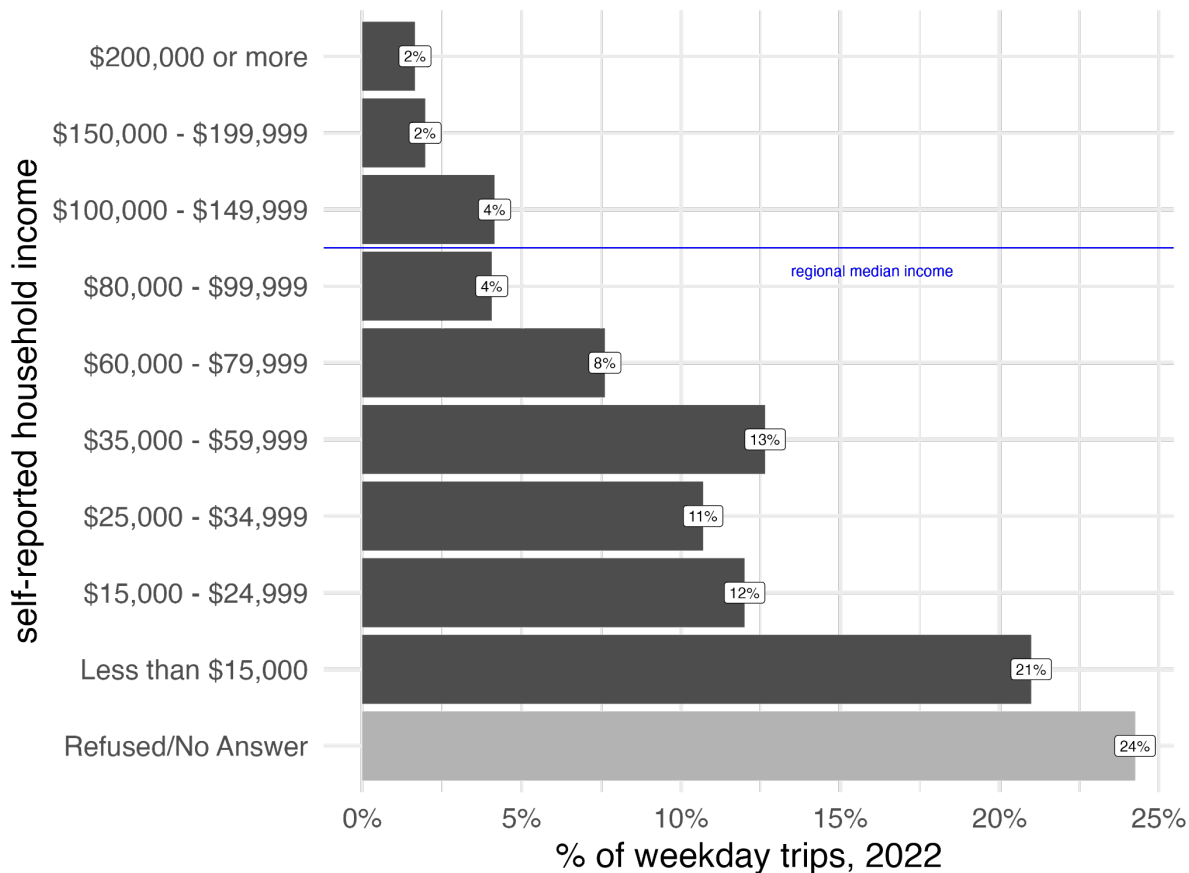 self-reported household income
$200,000 or more
2%
$150,000 - $199,999
2%
$100,000 - $149,999
4%
regional median income
$80,000 - $99,999
4%
$60,000 - $79,999
8%
$35,000 - $59,999
13%
$25,000 - $34,999
11%
$15,000 - $24,999
12%
Less than $15,000
21%
Refused/No Answer
24%
0% 5% 10% 15% 20% 25%
% of weekday trips, 2022